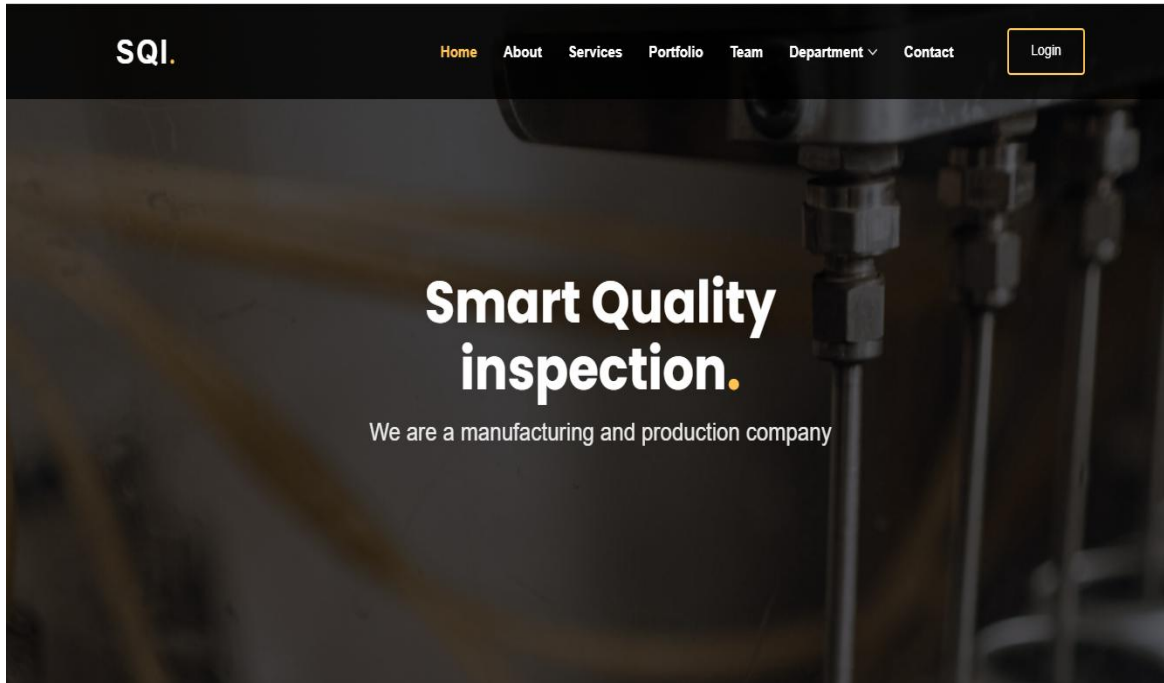 SQI.
Home About Services Portfolio Team Department Contact Login
Smart Quality
inspection.
We are a manufacturing and production company